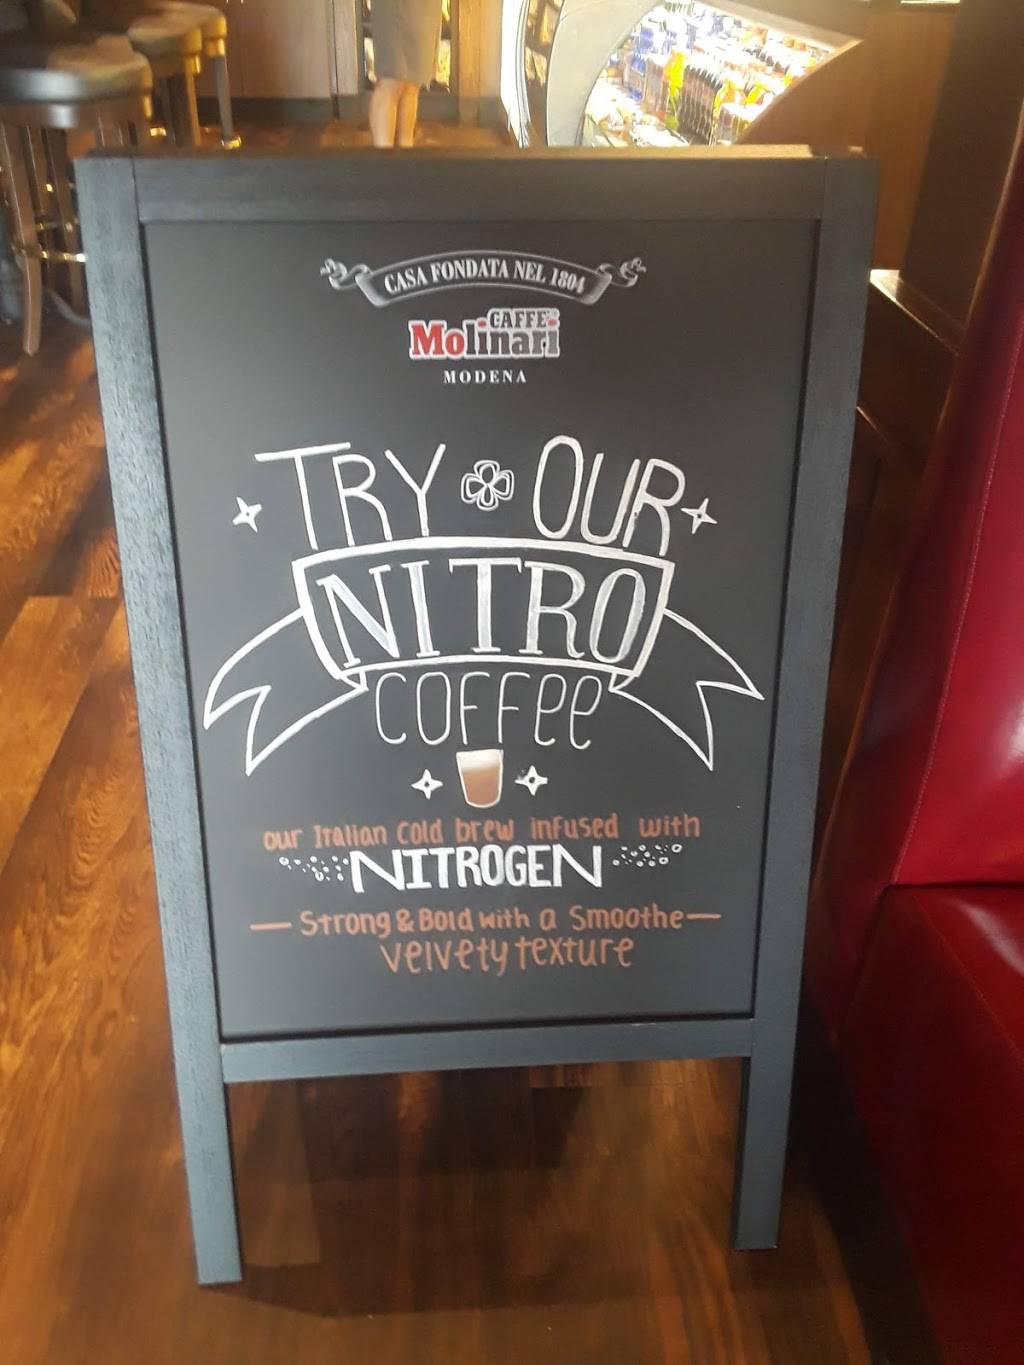 CASA FONDATA NEL 1804
CAFFÈ®
Molinari
MODENA
TRY OUR
NITRO
COFFee
our Italian cold brew infused with
NITROGEN
Strong & Bold with a Smoothe
velvety texture